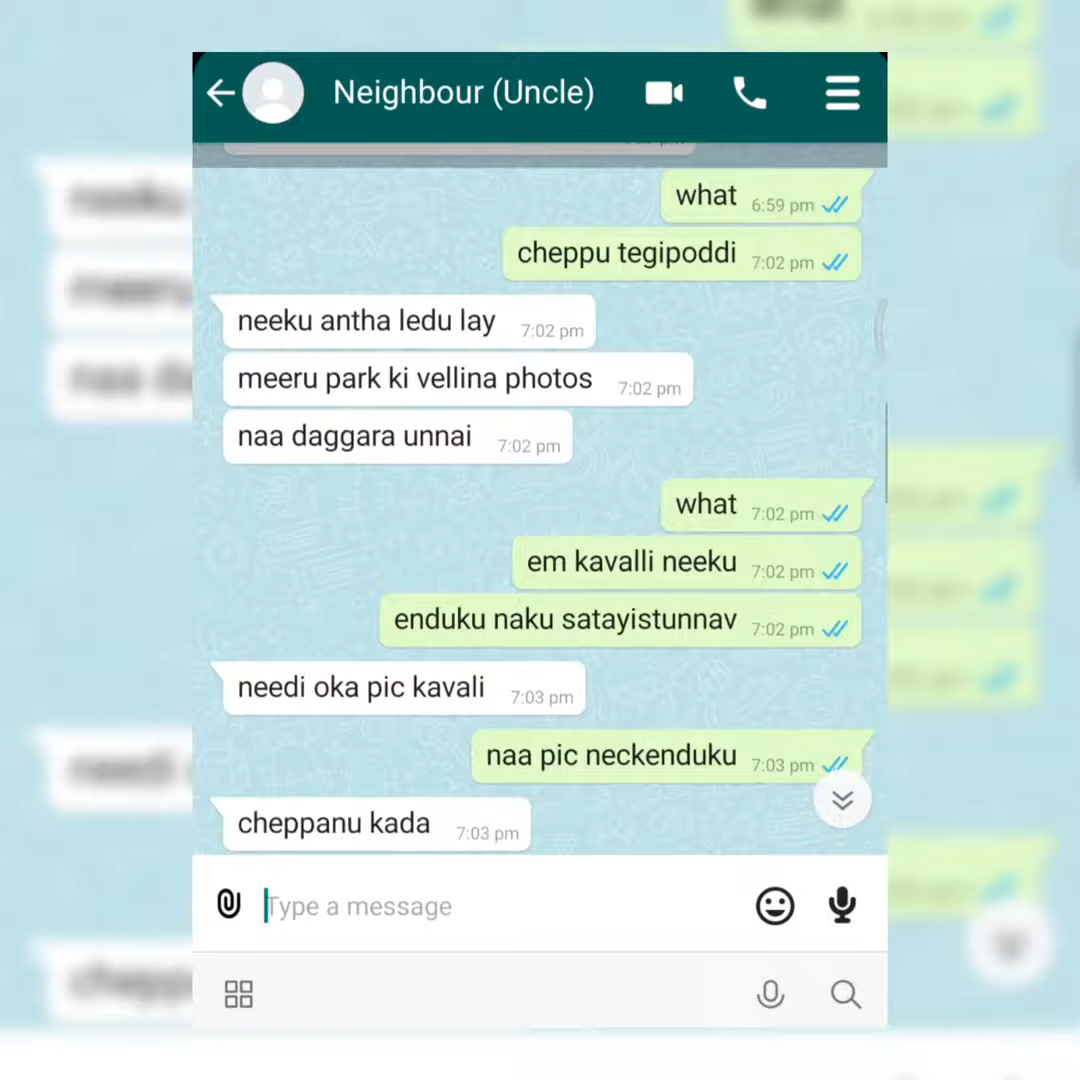 Neighbour (Uncle)
what 6:59 pm
cheppu tegipoddi 7:02 pm
neeku antha ledu lay 7:02 pm
meeru park ki vellina photos 7:02 pm
naa daggara unnai 7:02 pm
what 7:02 pm
em kavalli neeku 7:02 pm
enduku naku satayistunnav 7:02 pm
needi oka pic kavali 7:03 pm
naa pic neckenduku 7:03 pm
cheppanu kada 7:03 pm
Type a message